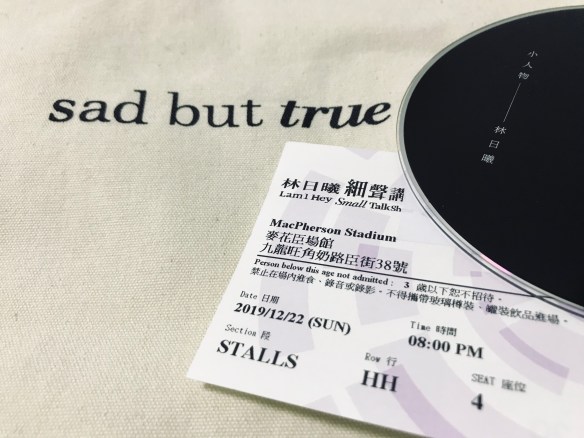 sad but true
小人物——林日曦
林日曦 細聲講
Lam1 Hey Small TalkSh
MacPherson Stadium
麥花臣場館
九龍旺角奶路臣街38號
Person below this age not admitted : 3 歲以下恕不招待。
禁止在場內進食、錄音或錄影。不得攜帶玻璃樽裝、罐裝飲品進場。
Date 日期
2019/12/22 (SUN)
Time 時間
08:00 PM
Section 段
STALLS
Row 行
HH
SEAT 座位
4